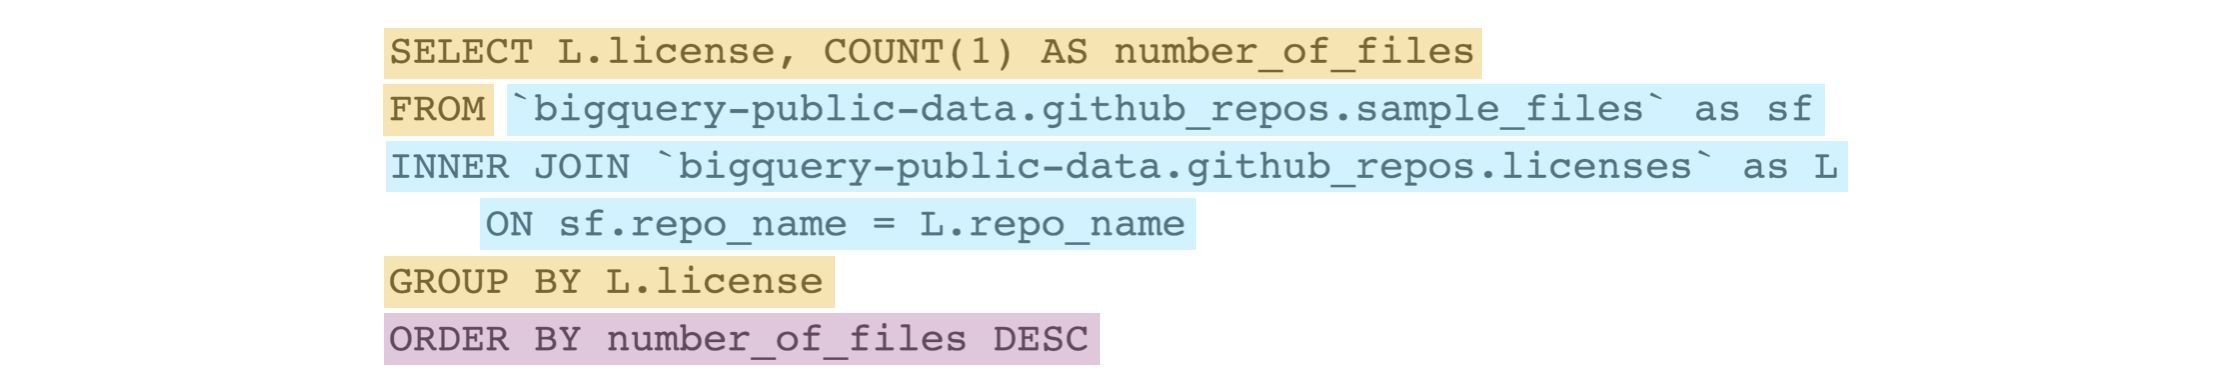 SELECT L.license, COUNT(1) AS number_of_files
FROM `bigquery-public-data.github_repos.sample_files` as sf
INNER JOIN `bigquery-public-data.github_repos.licenses` as L
    ON sf.repo_name = L.repo_name
GROUP BY L.license
ORDER BY number_of_files DESC